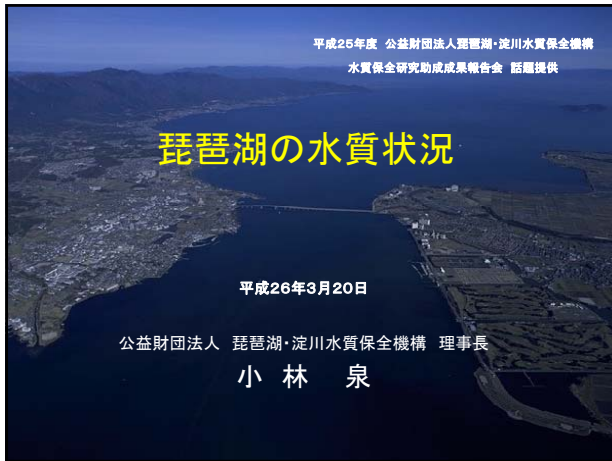 平成25年度 公益財団法人琵琶湖・淀川水質保全機構
水質保全研究助成成果報告会 話題提供
琵琶湖の水質状況
平成26年3月20日
公益財団法人 琵琶湖・淀川水質保全機構 理事長
小 林 泉